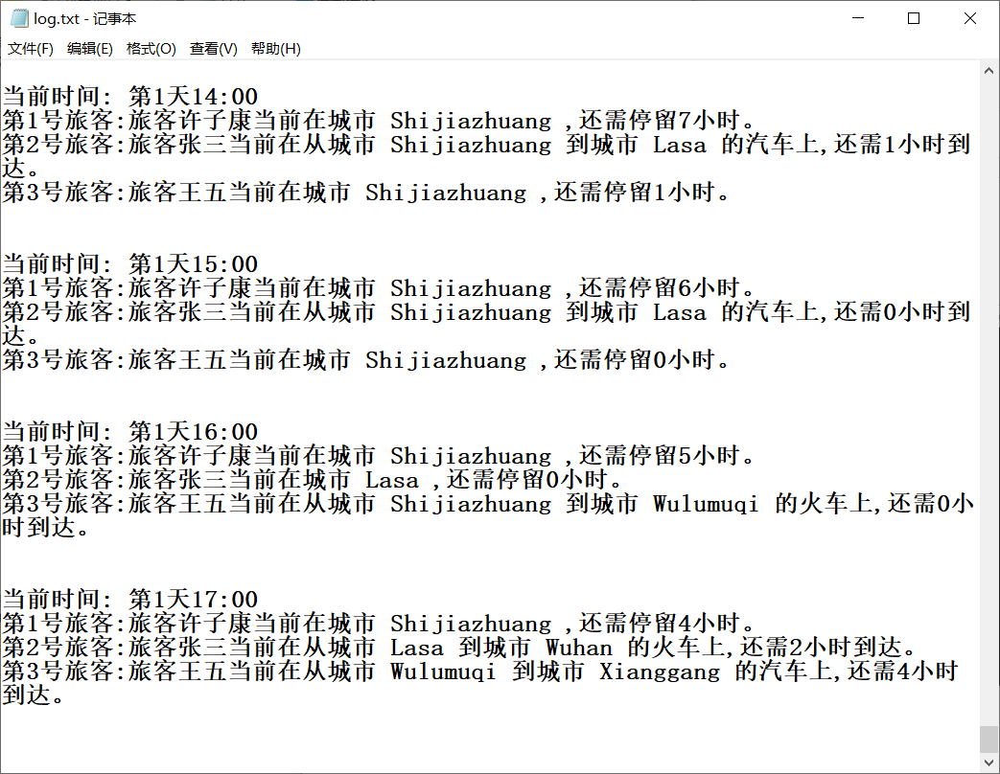 log.txt - 记事本
文件(F) 编辑(E) 格式(O) 查看(V) 帮助(H)
当前时间: 第1天14:00
第1号旅客:旅客许子康当前在城市 Shijiazhuang ,还需停留7小时。
第2号旅客:旅客张三当前在从城市 Shijiazhuang 到城市 Lasa 的汽车上,还需1小时到
达。
第3号旅客:旅客王五当前在城市 Shijiazhuang ,还需停留1小时。
当前时间: 第1天15:00
第1号旅客:旅客许子康当前在城市 Shijiazhuang ,还需停留6小时。
第2号旅客:旅客张三当前在从城市 Shijiazhuang 到城市 Lasa 的汽车上,还需0小时到
达。
第3号旅客:旅客王五当前在城市 Shijiazhuang ,还需停留0小时。
当前时间: 第1天16:00
第1号旅客:旅客许子康当前在城市 Shijiazhuang ,还需停留5小时。
第2号旅客:旅客张三当前在城市 Lasa ,还需停留0小时。
第3号旅客:旅客王五当前在从城市 Shijiazhuang 到城市 Wulumuqi 的火车上,还需0小
时到达。
当前时间: 第1天17:00
第1号旅客:旅客许子康当前在城市 Shijiazhuang ,还需停留4小时。
第2号旅客:旅客张三当前在从城市 Lasa 到城市 Wuhan 的火车上,还需2小时到达。
第3号旅客:旅客王五当前在从城市 Wulumuqi 到城市 Xianggang 的汽车上,还需4小时
到达。